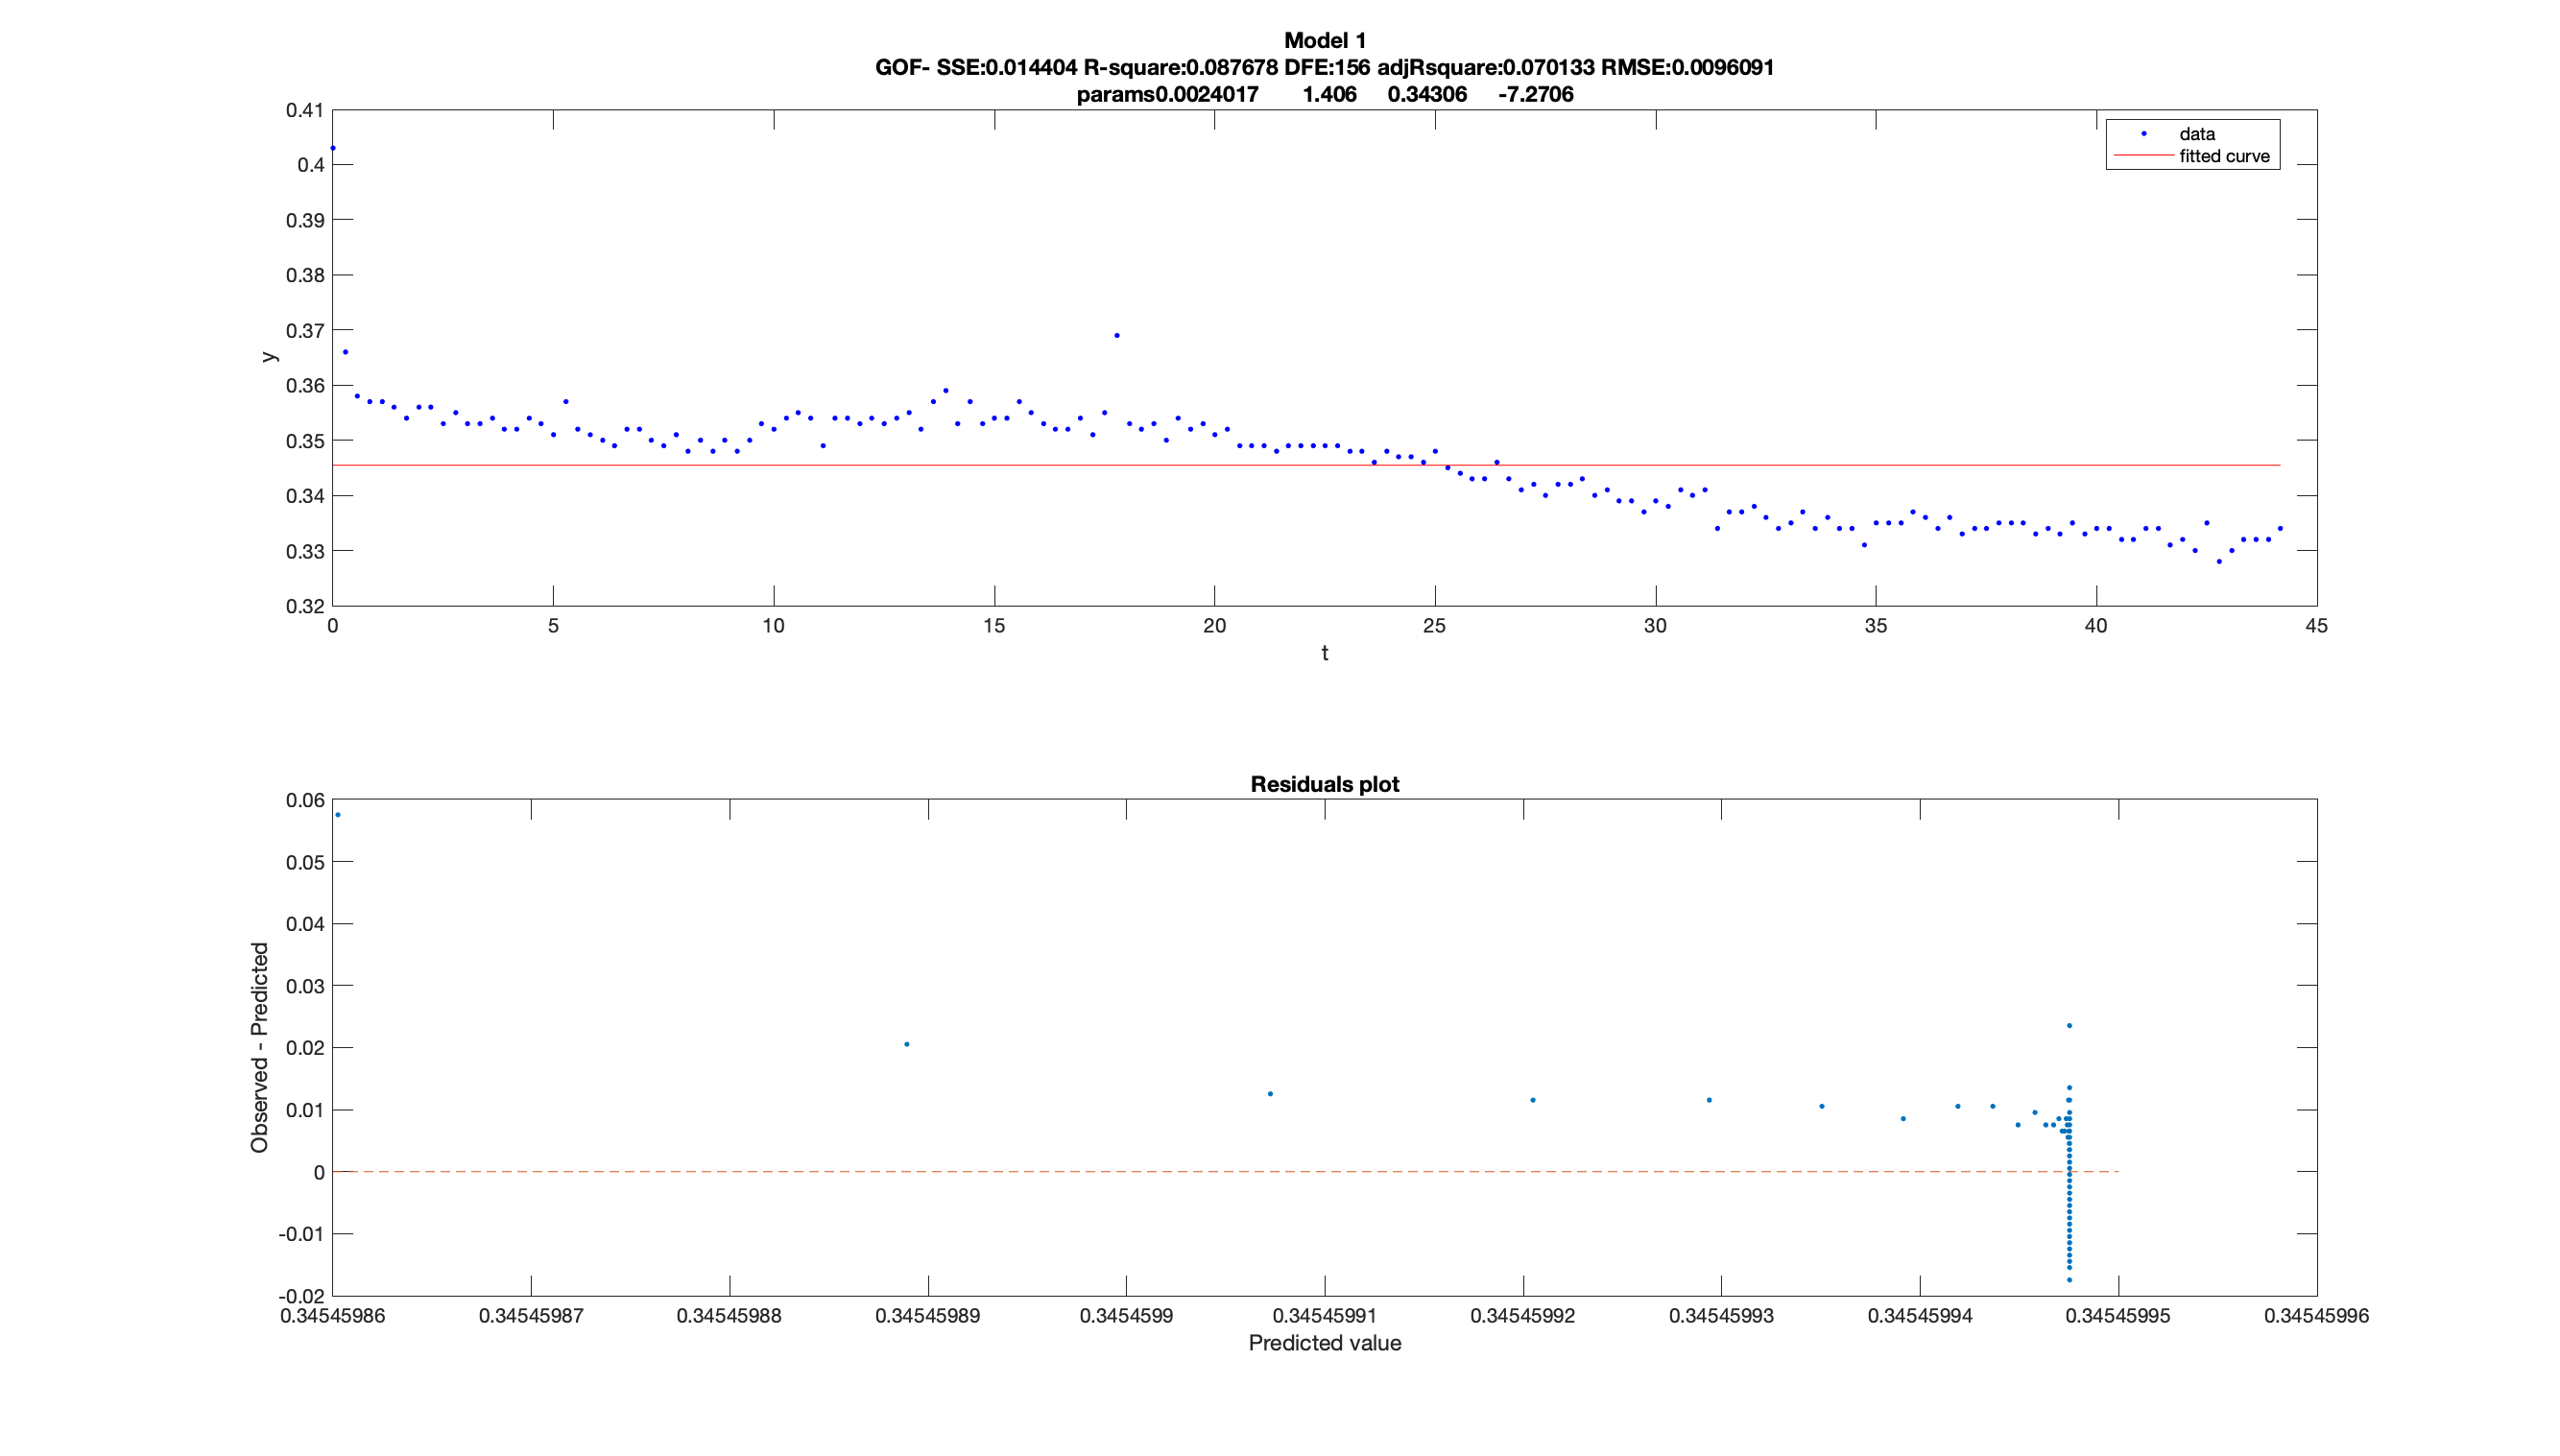 Model 1
GOF- SSE:0.014404 R-square:0.087678 DFE:156 adjRsquare:0.070133 RMSE:0.0096091
params0.0024017 1.406 0.34306 -7.2706
0.41
0.4
0.39
0.38
0.37
0.36
0.35
0.34
0.33
0.32
y
data
fitted curve
0 5 10 15 20 25 30 35 40 45
t
Residuals plot
0.06
0.05
0.04
0.03
0.02
0.01
0
-0.01
-0.02
Observed - Predicted
0.34545986 0.34545987 0.34545988 0.34545989 0.3454599 0.34545991 0.34545992 0.34545993 0.34545994 0.34545995 0.34545996
Predicted value